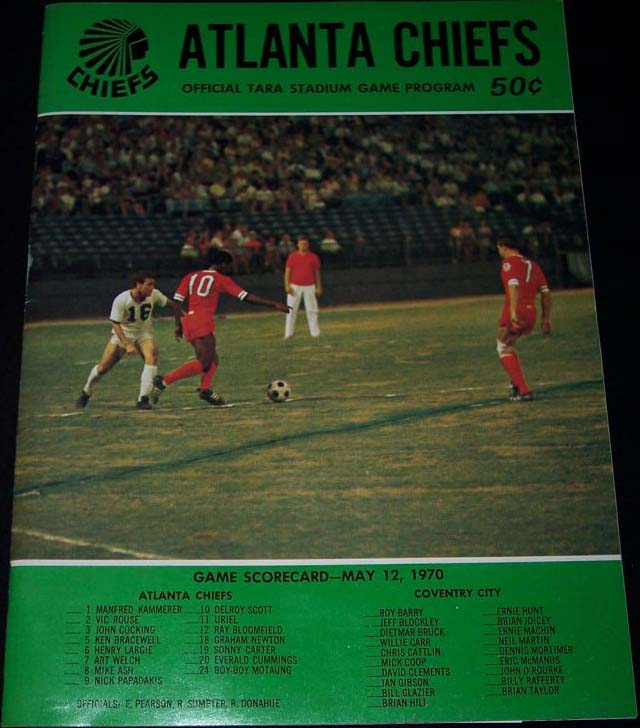 CHIEFS
ATLANTA CHIEFS
OFFICIAL TARA STADIUM GAME PROGRAM 50¢
16
10
7
GAME SCORECARD—MAY 12, 1970
ATLANTA CHIEFS
1 MANFRED KAMMERER
2 VIC ROUSE
3 JOHN COCKING
5 KEN BRACEWELL
6 HENRY LARGIE
7 ART WELCH
8 MIKE ASH
9 NICK PAPADAKIS
10 DELROY SCOTT
11 URIEL
12 RAY BLOOMFIELD
18 GRAHAM NEWTON
19 SONNY CARTER
20 EVERALD CUMMINGS
24 BOY-BOY MOTAUNG
COVENTRY CITY
ROY BARRY
JEFF BLOCKLEY
DIETMAR BRUCK
WILLIE CARR
CHRIS CATTLIN
MICK COOP
DAVID CLEMENTS
IAN GIBSON
BILL GLAZIER
BRIAN HILL
ERNIE HUNT
BRIAN JOICEY
ERNIE MACHIN
NEIL MARTIN
DENNIS MORTIMER
ERIC McMANUS
JOHN O'ROURKE
BILLY RAFFERTY
BRIAN TAYLOR
OFFICIALS: E. PEARSON, R. SUMPTER, R. DONAHUE